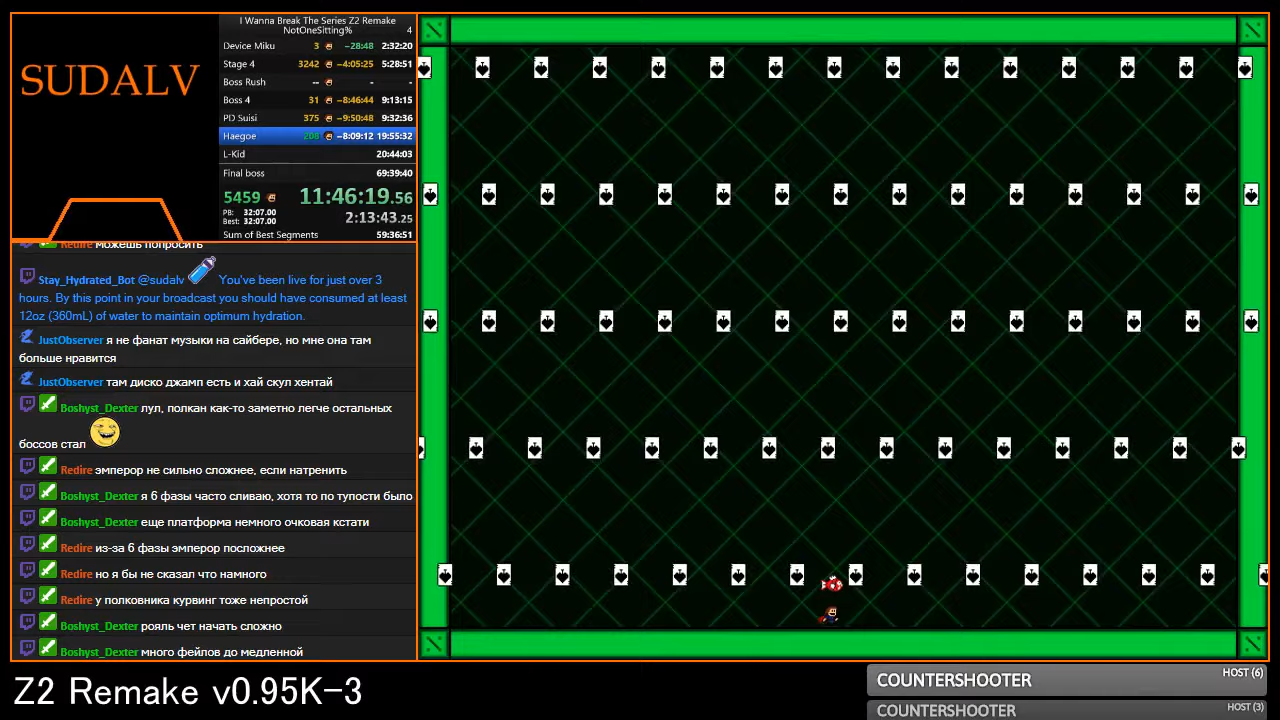 SUDALV
I Wanna Break The Series Z2 Remake
NotOneSitting%
4
Device Miku 3 -28:48 2:32:20
Stage 4 3242 -4:05:25 5:28:51
Boss Rush -- - -
Boss 4 31 -8:46:44 9:13:15
PD Suisi 375 -9:50:48 9:32:36
Haegoe 208 -8:09:12 19:55:32
L-Kid 20:44:03
Final boss 69:39:40
5459 11:46:19.56
PB: 32:07.00
Best: 32:07.00
2:13:43.25
Sum of Best Segments 59:36:51
Redire можешь попросить
Stay_Hydrated_Bot @sudalv You've been live for just over 3
hours. By this point in your broadcast you should have consumed at least
12oz (360mL) of water to maintain optimum hydration.
JustObserver я не фанат музыки на сайбере, но мне она там
больше нравится
JustObserver там диско джамп есть и хай скул хентай
Boshyst_Dexter лул, полкан как-то заметно легче остальных
боссов стал
Redire эмперор не сильно сложнее, если натренить
Boshyst_Dexter я 6 фазы часто сливаю, хотя то по тупости было
Boshyst_Dexter еще платформа немного очковая кстати
Redire из-за 6 фазы эмперор посложнее
Redire но я бы не сказал что намного
Redire у полковника курвинг тоже непростой
Boshyst_Dexter рояль чет начать сложно
Boshyst_Dexter много фейлов до медленной
Z2 Remake v0.95K-3
COUNTERSHOOTER HOST (6)
COUNTERSHOOTER HOST (3)